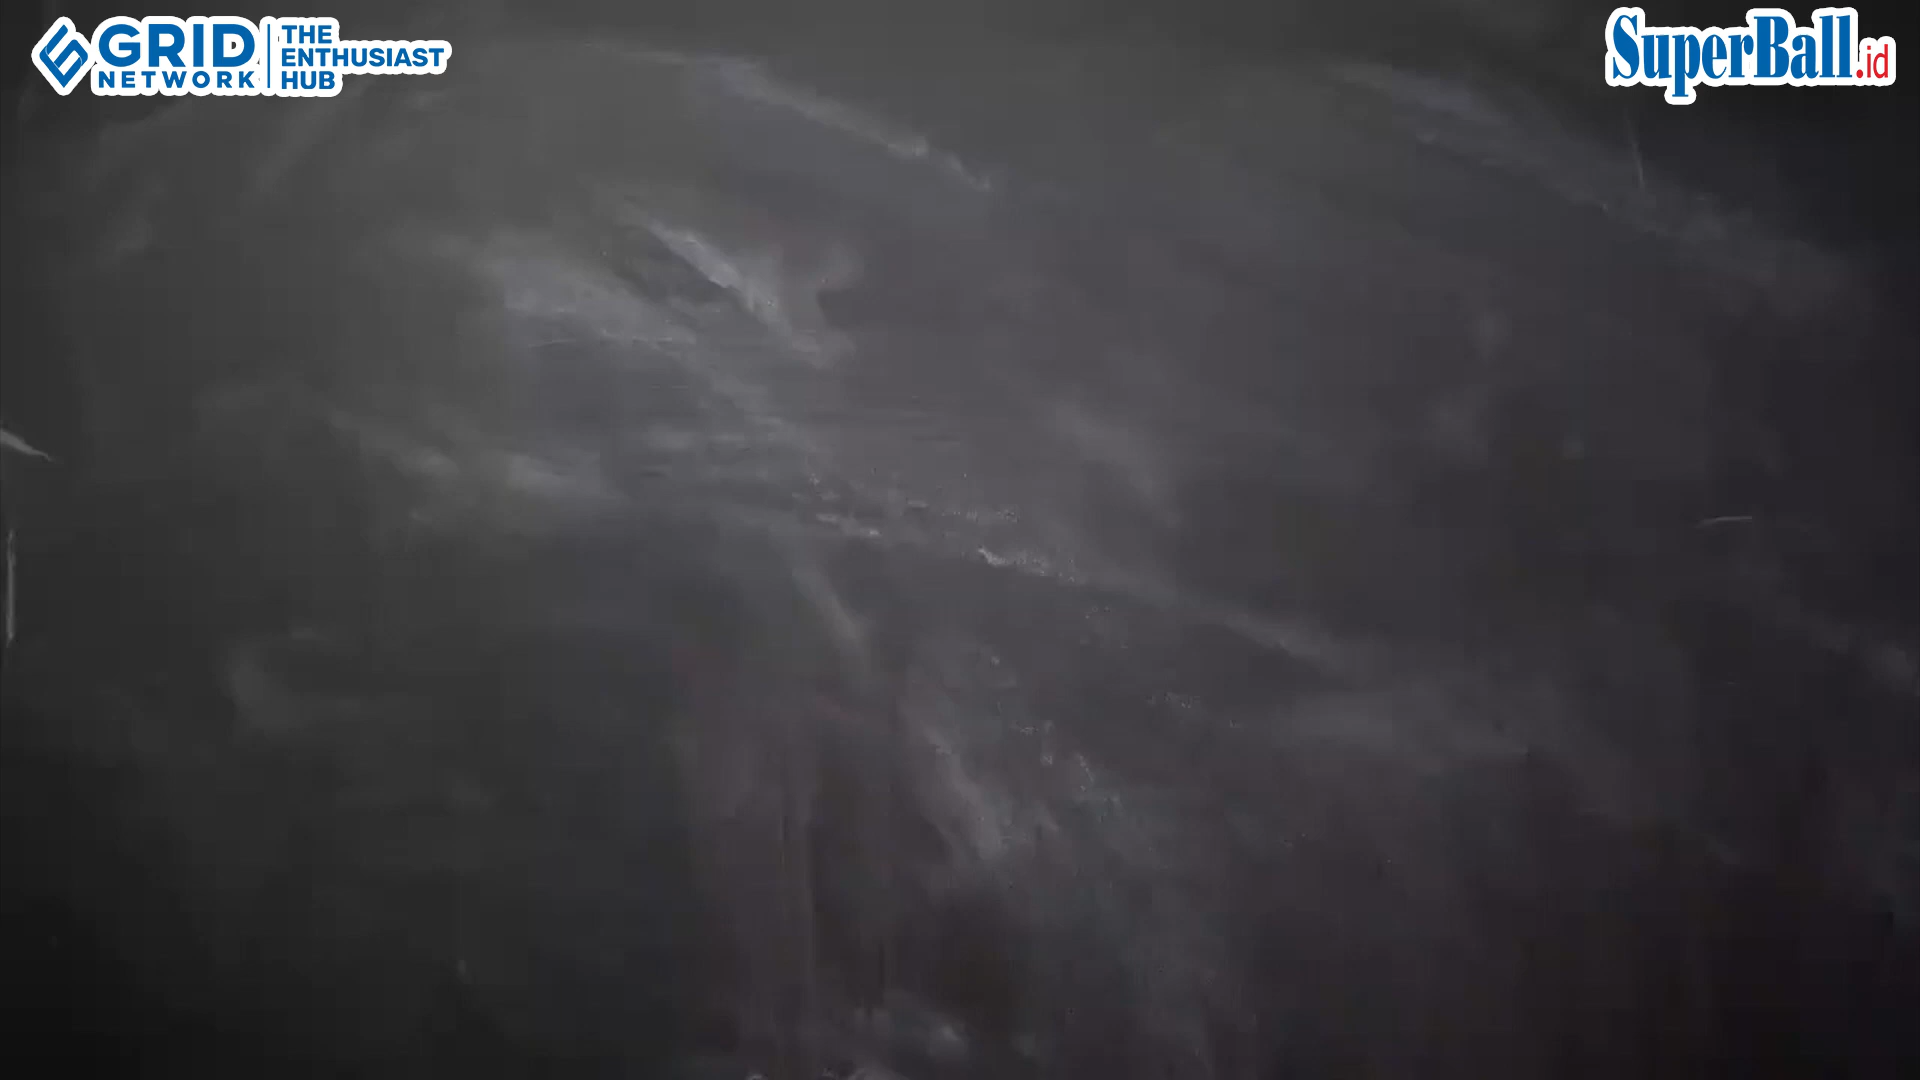 GRID
NETWORK
THE
ENTHUSIAST
HUB
SuperBall.id